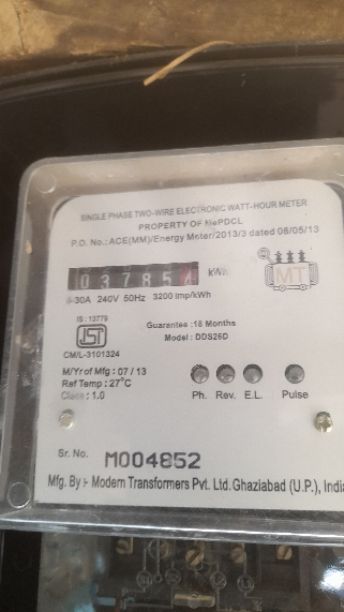 SINGLE PHASE TWO-WIRE ELECTRONIC WATT-HOUR METER
PROPERTY OF NePDCL
P.O. No.: ACE(MM)/Energy Meter/2013/3 dated 08/05/13
03785 kWh
MT
-30A 240V 50Hz 3200 imp/kWh
IS : 13779
CM/L-3101324
Guarantee : 18 Months
Model : DDS26D
M/Yr of Mfg : 07 / 13
Ref Temp : 27°C
Class : 1.0
Ph. Rev. E.L. Pulse
Sr. No. M004852
Mfg. By :- Modern Transformers Pvt. Ltd. Ghaziabad (U.P.), India